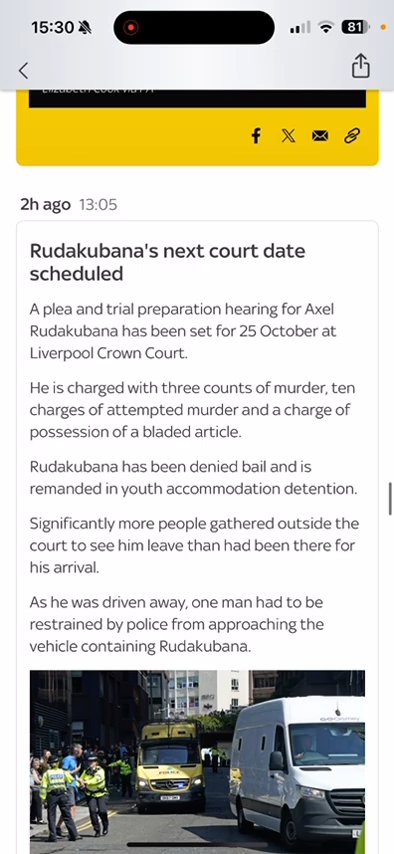 15:30
81
Elizabeth Cook via PA
2h ago 13:05
Rudakubana's next court date
scheduled
A plea and trial preparation hearing for Axel
Rudakubana has been set for 25 October at
Liverpool Crown Court.
He is charged with three counts of murder, ten
charges of attempted murder and a charge of
possession of a bladed article.
Rudakubana has been denied bail and is
remanded in youth accommodation detention.
Significantly more people gathered outside the
court to see him leave than had been there for
his arrival.
As he was driven away, one man had to be
restrained by police from approaching the
vehicle containing Rudakubana.
POLICE